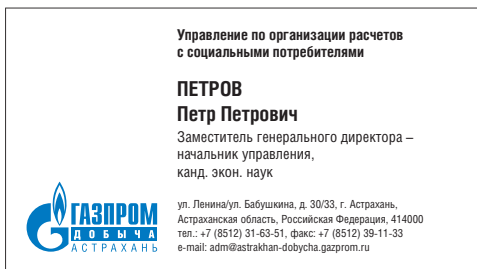 Управление по организации расчетов
с социальными потребителями
ПЕТРОВ
Петр Петрович
Заместитель генерального директора –
начальник управления,
канд. экон. наук
ул. Ленина/ул. Бабушкина, д. 30/33, г. Астрахань,
Астраханская область, Российская Федерация, 414000
тел.: +7 (8512) 31-63-51, факс: +7 (8512) 39-11-33
e-mail: adm@astrakhan-dobycha.gazprom.ru
ГАЗПРОМ
ДОБЫЧА
АСТРАХАНЬ